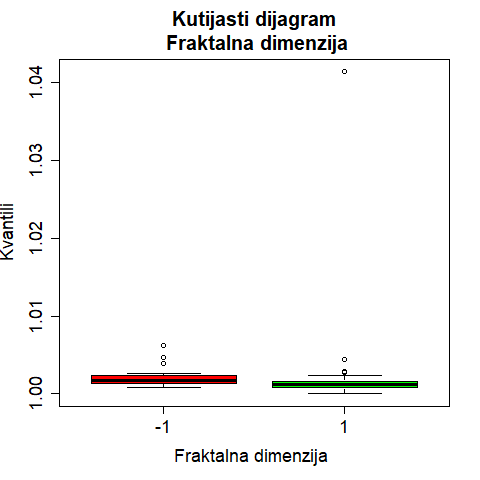 Kutijasti dijagram
Fraktalna dimenzija
1.04
1.03
1.02
1.01
1.00
Kvantili
-1
1
Fraktalna dimenzija